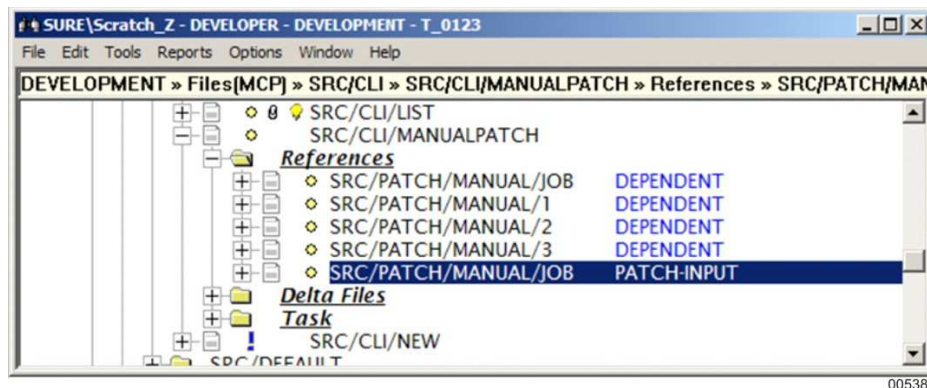 SURE\Scratch_Z - DEVELOPER - DEVELOPMENT - T_0123
File Edit Tools Reports Options Window Help
DEVELOPMENT » Files(MCP) » SRC/CLI » SRC/CLI/MANUALPATCH » References » SRC/PATCH/MAN
SRC/CLI/LIST
SRC/CLI/MANUALPATCH
References
SRC/PATCH/MANUAL/JOB DEPENDENT
SRC/PATCH/MANUAL/1 DEPENDENT
SRC/PATCH/MANUAL/2 DEPENDENT
SRC/PATCH/MANUAL/3 DEPENDENT
SRC/PATCH/MANUAL/JOB PATCH-INPUT
Delta Files
Task
SRC/CLI/NEW
SRC/DEFAULT
00538